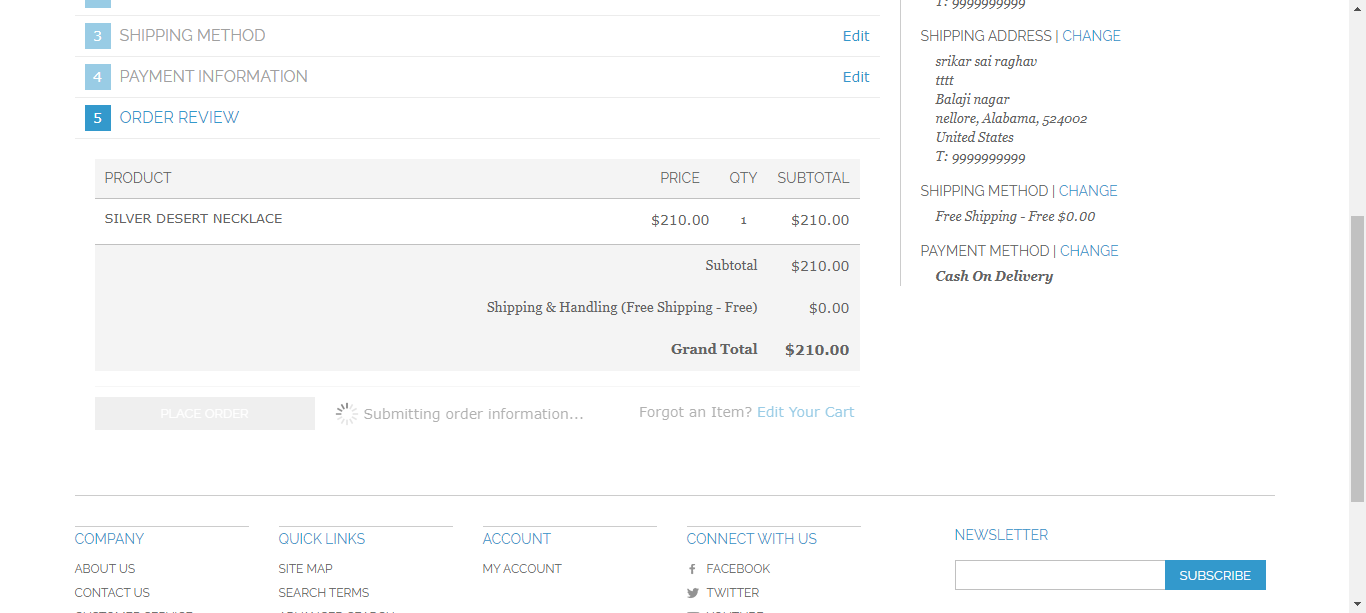 T: 9999999999
3 SHIPPING METHOD Edit
4 PAYMENT INFORMATION Edit
5 ORDER REVIEW
PRODUCT PRICE QTY SUBTOTAL
SILVER DESERT NECKLACE $210.00 1 $210.00
Subtotal $210.00
Shipping & Handling (Free Shipping - Free) $0.00
Grand Total $210.00
PLACE ORDER Submitting order information... Forgot an Item? Edit Your Cart
SHIPPING ADDRESS | CHANGE
srikar sai raghav
tttt
Balaji nagar
nellore, Alabama, 524002
United States
T: 9999999999
SHIPPING METHOD | CHANGE
Free Shipping - Free $0.00
PAYMENT METHOD | CHANGE
Cash On Delivery
COMPANY
ABOUT US
CONTACT US
CUSTOMER SERVICE
QUICK LINKS
SITE MAP
SEARCH TERMS
ADVANCED SEARCH
ACCOUNT
MY ACCOUNT
CONNECT WITH US
FACEBOOK
TWITTER
YOUTUBE
NEWSLETTER
SUBSCRIBE